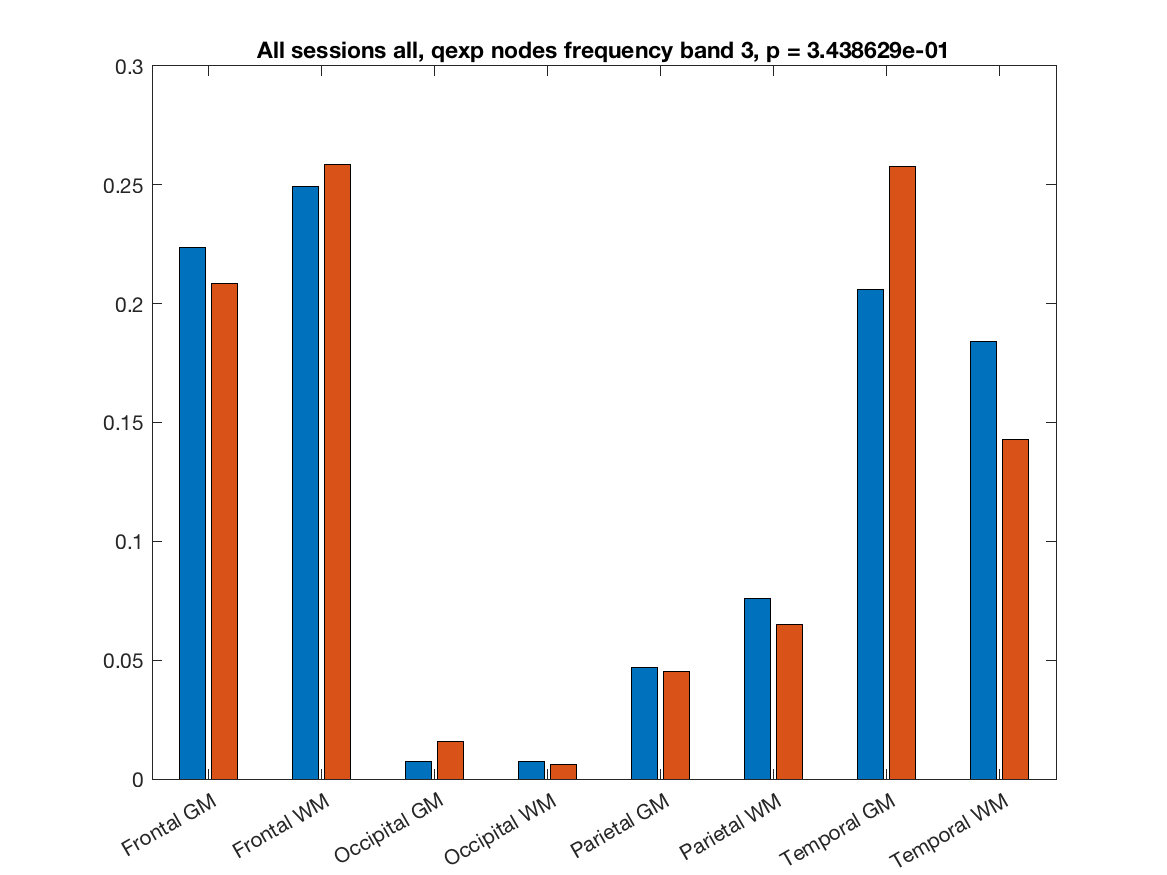 All sessions all, qexp nodes frequency band 3, p = 3.438629e-01
0.3
0.25
0.2
0.15
0.1
0.05
0
Frontal GM
Frontal WM
Occipital GM
Occipital WM
Parietal GM
Parietal WM
Temporal GM
Temporal WM